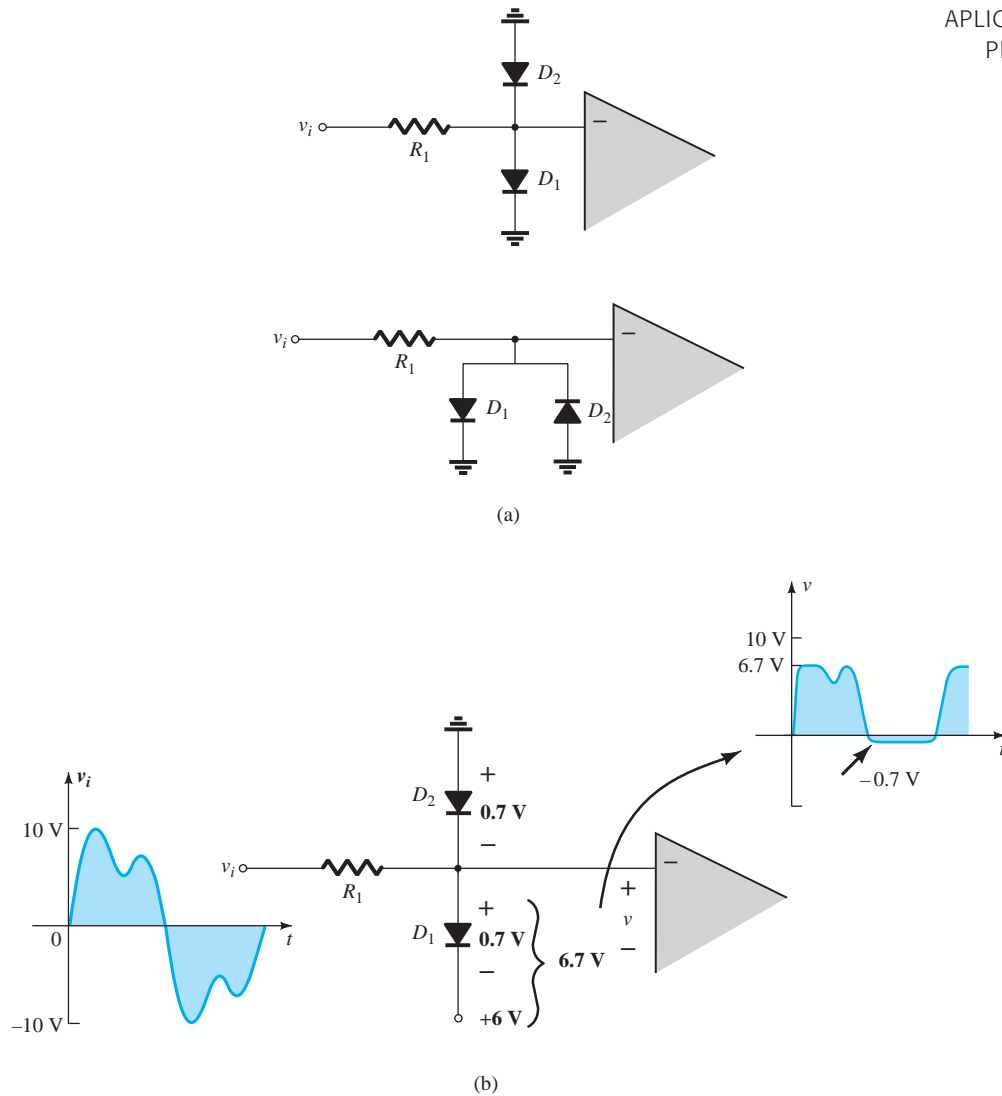 APLIC
PI
D₂
vᵢ
R₁
D₁
−
vᵢ
R₁
D₁
D₂
−
(a)
v
10 V
6.7 V
t
−0.7 V
vᵢ
10 V
0
t
−10 V
D₂
+
0.7 V
−
vᵢ
R₁
D₁
+
0.7 V
−
+6 V
6.7 V
+
v
−
−
(b)